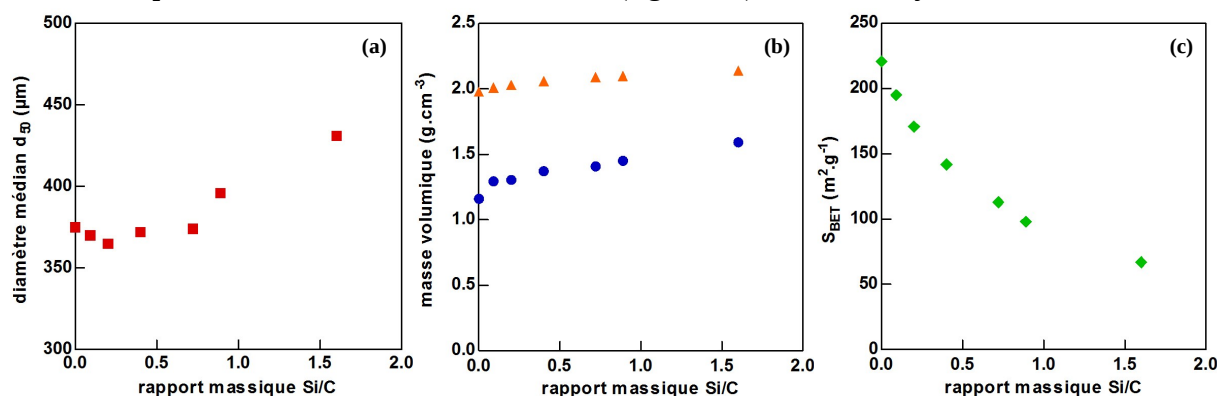 (a)
diamètre médian d50 (µm)
500
450
400
350
300
0.0 0.5 1.0 1.5 2.0
rapport massique Si/C
(b)
masse volumique (g.cm-3)
2.5
2.0
1.5
1.0
0.5
0.0
0.0 0.5 1.0 1.5 2.0
rapport massique Si/C
(c)
SBET (m2.g-1)
250
200
150
100
50
0
0.0 0.5 1.0 1.5 2.0
rapport massique Si/C